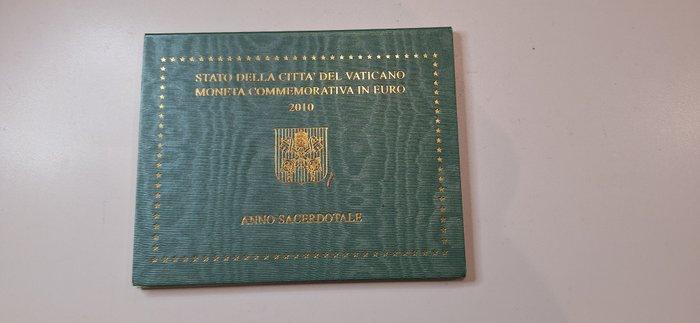 STATO DELLA CITTA' DEL VATICANO
MONETA COMMEMORATIVA IN EURO
2010
ANNO SACERDOTALE